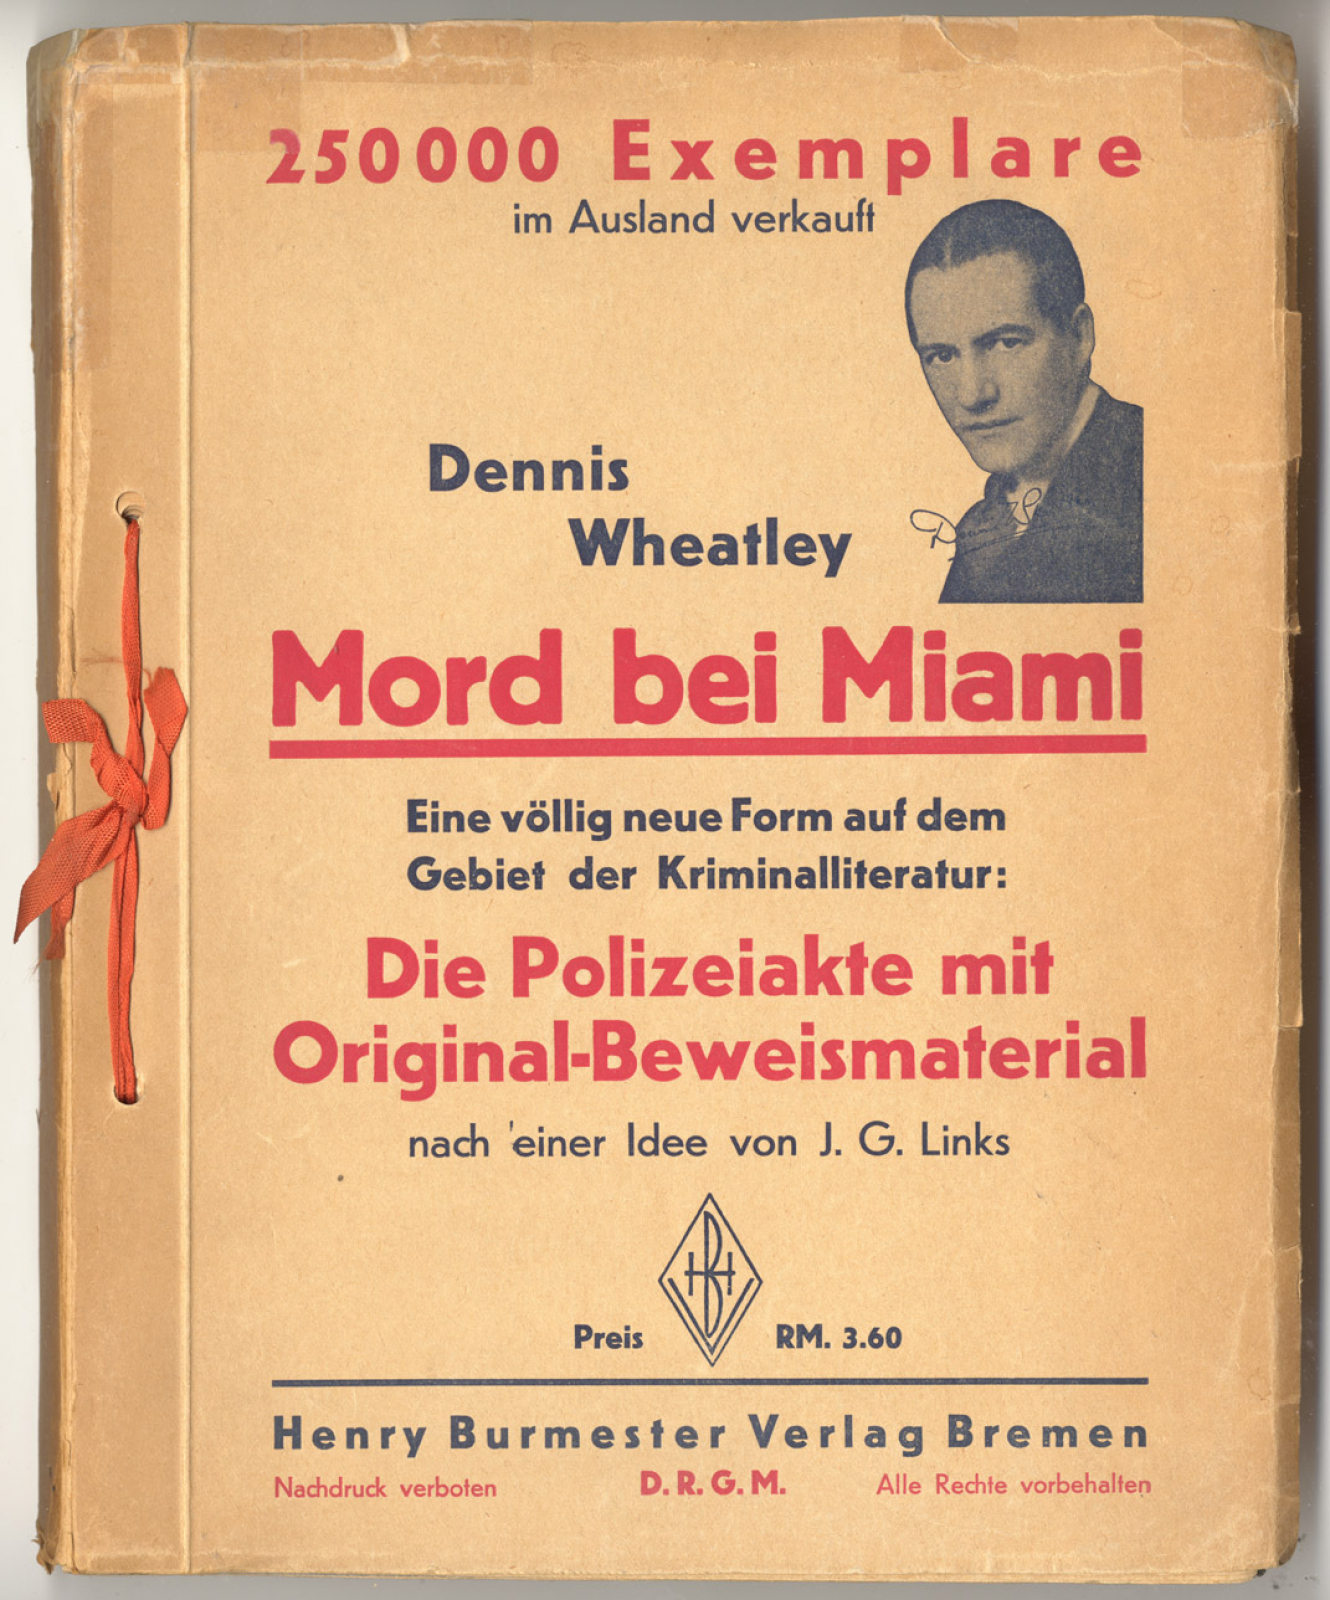 250000 Exemplare
im Ausland verkauft
Dennis
Wheatley
Mord bei Miami
Eine völlig neue Form auf dem
Gebiet der Kriminalliteratur:
Die Polizeiakte mit
Original-Beweismaterial
nach einer Idee von J. G. Links
HBV
Preis RM. 3.60
Henry Burmester Verlag Bremen
Nachdruck verboten D. R. G. M. Alle Rechte vorbehalten